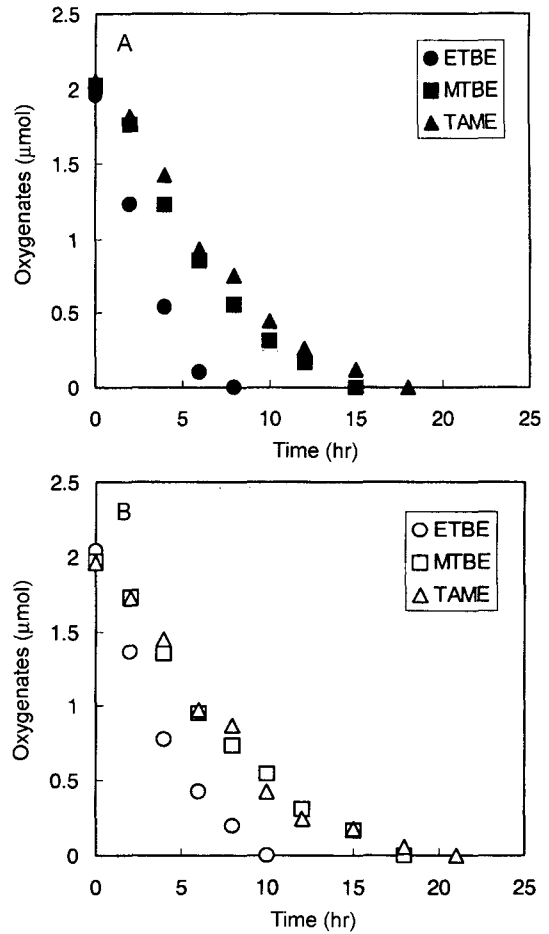 A
ETBE
MTBE
TAME
Oxygenates (μmol)
2.5
2
1.5
1
0.5
0
0 5 10 15 20 25
Time (hr)
B
ETBE
MTBE
TAME
Oxygenates (μmol)
2.5
2
1.5
1
0.5
0
0 5 10 15 20 25
Time (hr)